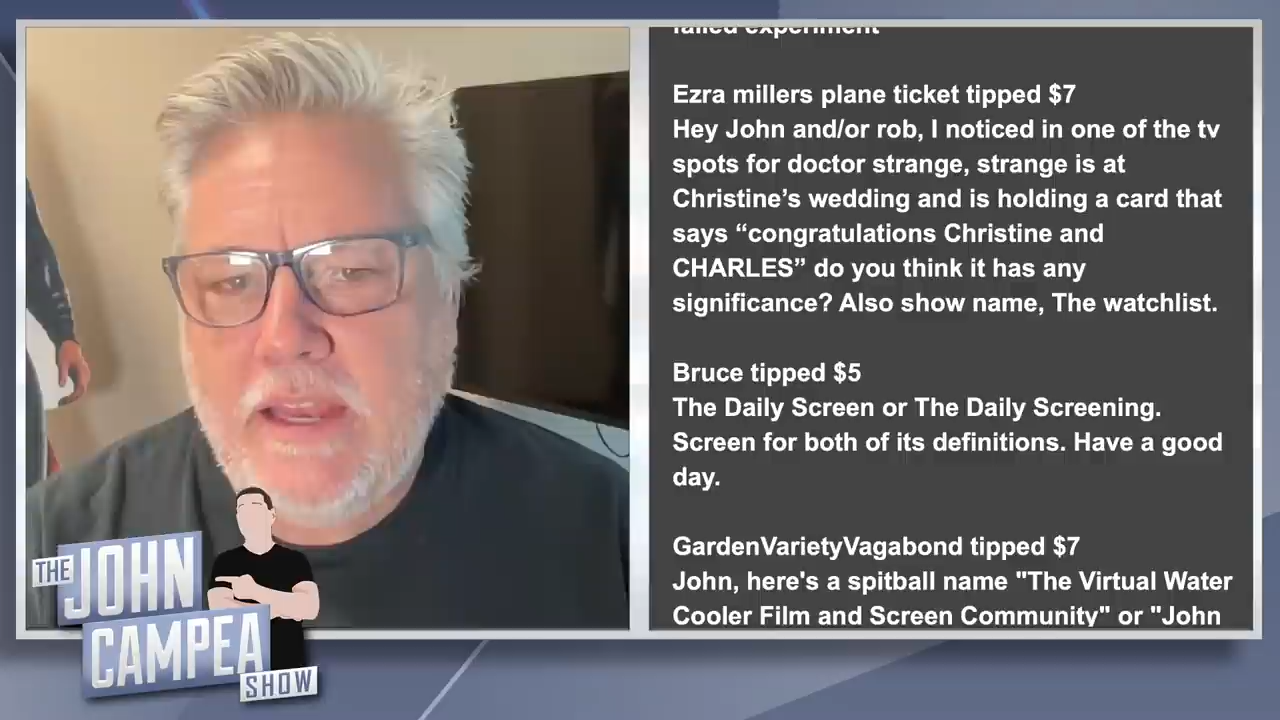 failed experiment
Ezra millers plane ticket tipped $7
Hey John and/or rob, I noticed in one of the tv
spots for doctor strange, strange is at
Christine’s wedding and is holding a card that
says “congratulations Christine and
CHARLES” do you think it has any
significance? Also show name, The watchlist.
Bruce tipped $5
The Daily Screen or The Daily Screening.
Screen for both of its definitions. Have a good
day.
GardenVarietyVagabond tipped $7
John, here's a spitball name "The Virtual Water
Cooler Film and Screen Community" or "John
THE
JOHN
CAMPEA
SHOW